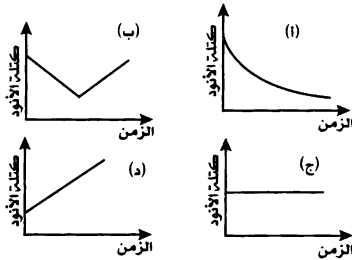 (أ)
كتلة الأنود
الزمن
(ب)
كتلة الأنود
الزمن
(ج)
كتلة الأنود
الزمن
(د)
كتلة الأنود
الزمن